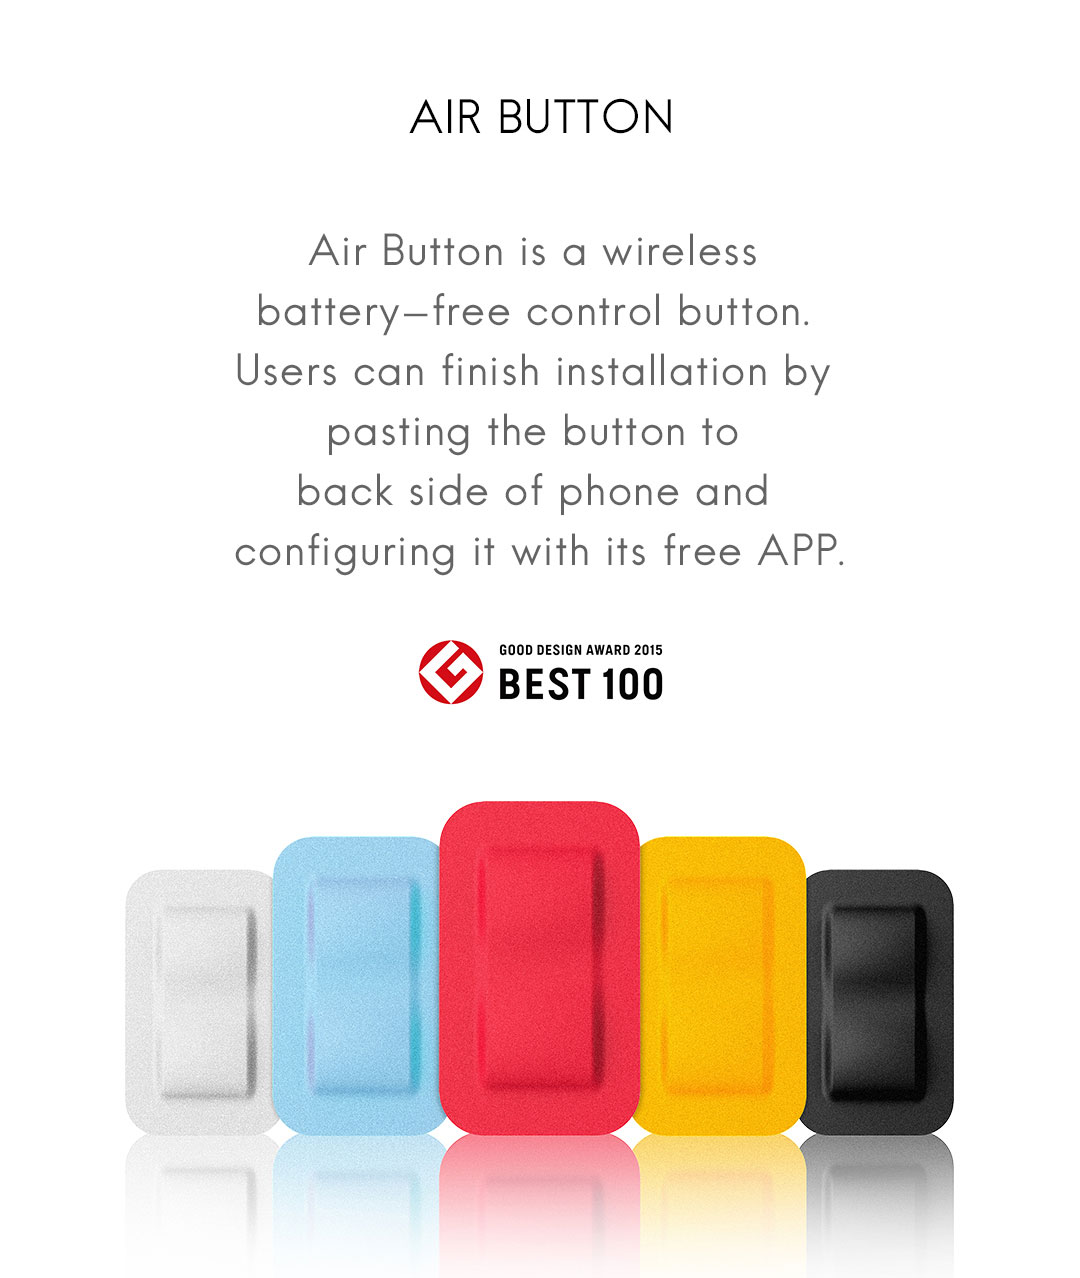 AIR BUTTON
Air Button is a wireless
battery–free control button.
Users can finish installation by
pasting the button to
back side of phone and
configuring it with its free APP.
GOOD DESIGN AWARD 2015
BEST 100